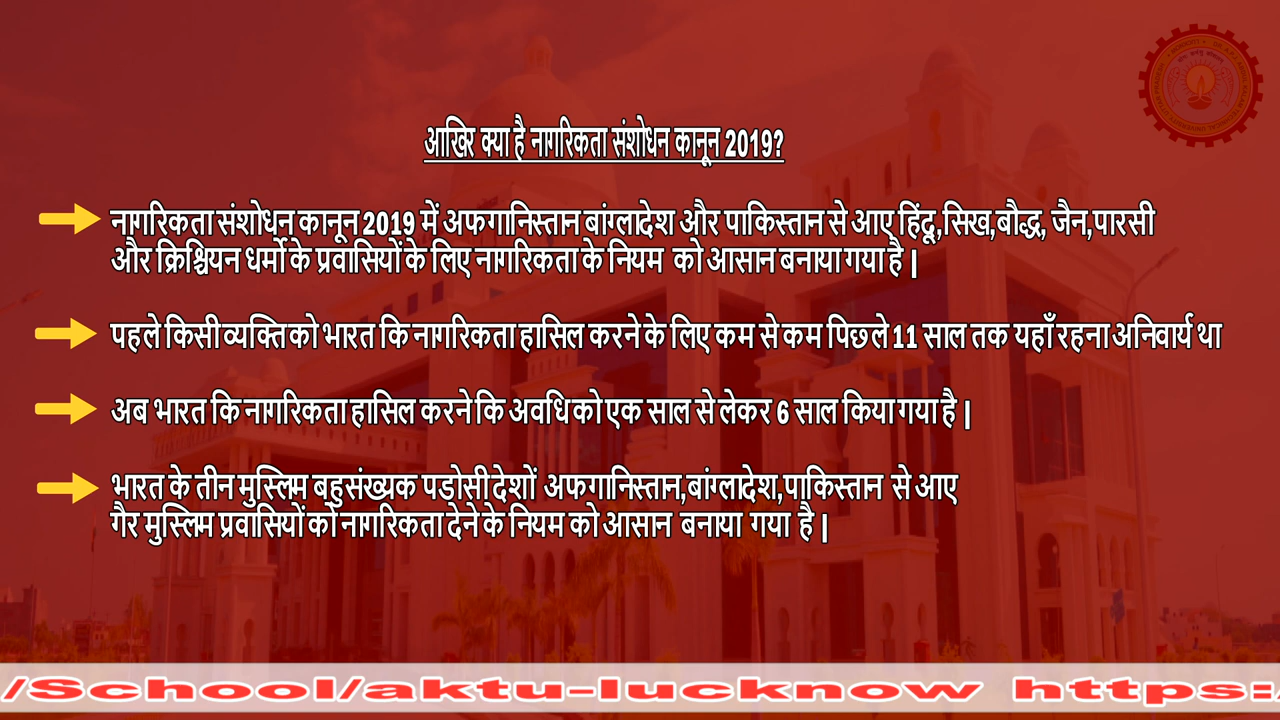 आखिर क्या है नागरिकता संशोधन कानून 2019?
नागरिकता संशोधन कानून 2019 में अफगानिस्तान बांग्लादेश और पाकिस्तान से आए हिंदू,सिख,बौद्ध, जैन,पारसी
और क्रिश्चियन धर्मो के प्रवासियों के लिए नागरिकता के नियम को आसान बनाया गया है |
पहले किसी व्यक्ति को भारत कि नागरिकता हासिल करने के लिए कम से कम पिछले 11 साल तक यहाँ रहना अनिवार्य था
अब भारत कि नागरिकता हासिल करने कि अवधि को एक साल से लेकर 6 साल किया गया है |
भारत के तीन मुस्लिम बहुसंख्यक पडोसी देशों अफगानिस्तान,बांग्लादेश,पाकिस्तान से आए
गैर मुस्लिम प्रवासियों को नागरिकता देने के नियम को आसान बनाया गया है |
/School/aktu-lucknow https:/